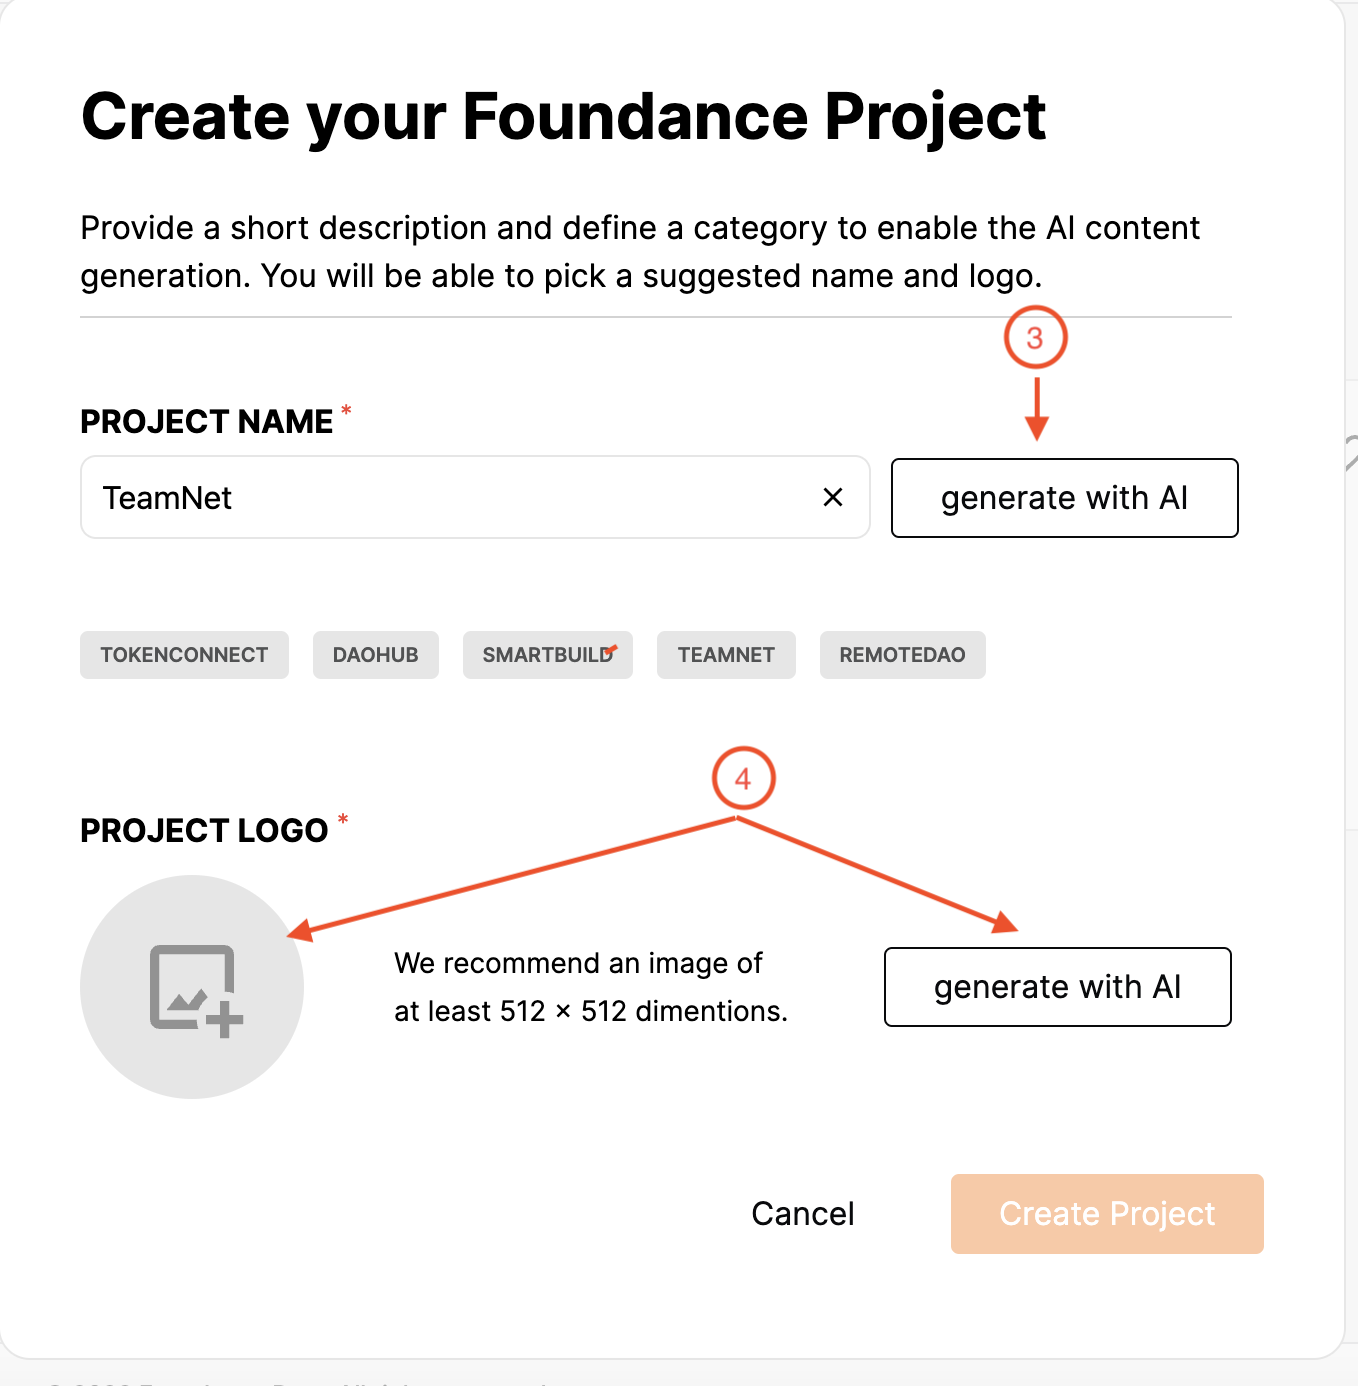 Create your Foundance Project
Provide a short description and define a category to enable the AI content
generation. You will be able to pick a suggested name and logo.
3
PROJECT NAME *
TeamNet
generate with AI
TOKENCONNECT DAOHUB SMARTBUILD TEAMNET REMOTEDAO
4
PROJECT LOGO *
We recommend an image of
at least 512 × 512 dimentions.
generate with AI
Cancel Create Project